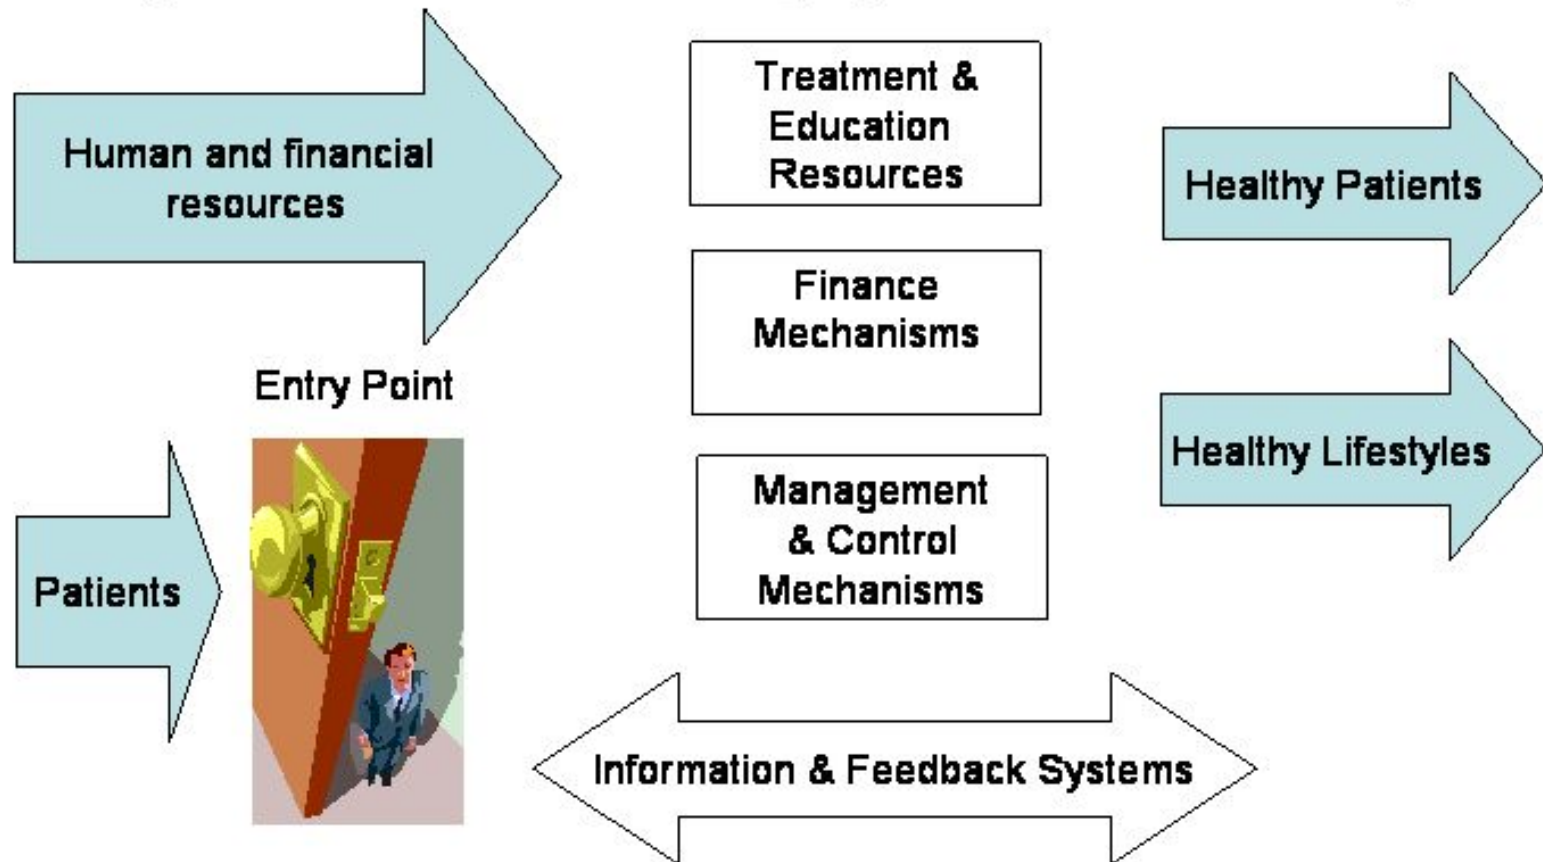 Human and financial
resources
Entry Point
Patients
Treatment &
Education
Resources
Finance
Mechanisms
Management
& Control
Mechanisms
Healthy Patients
Healthy Lifestyles
Information & Feedback Systems